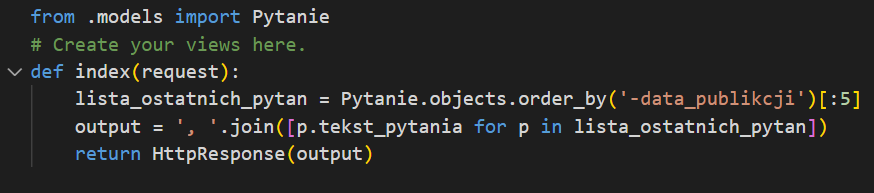 from .models import Pytanie
# Create your views here.
def index(request):
    lista_ostatnich_pytan = Pytanie.objects.order_by('-data_publikcji')[:5]
    output = ', '.join([p.tekst_pytania for p in lista_ostatnich_pytan])
    return HttpResponse(output)